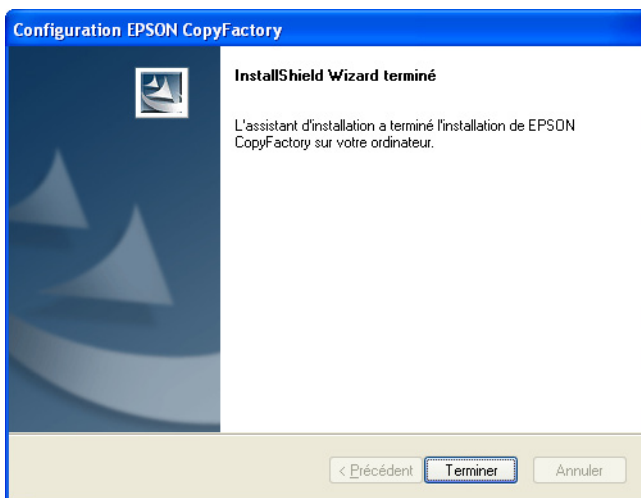 Configuration EPSON CopyFactory
InstallShield Wizard terminé
L'assistant d'installation a terminé l'installation de EPSON
CopyFactory sur votre ordinateur.
< Précédent Terminer Annuler